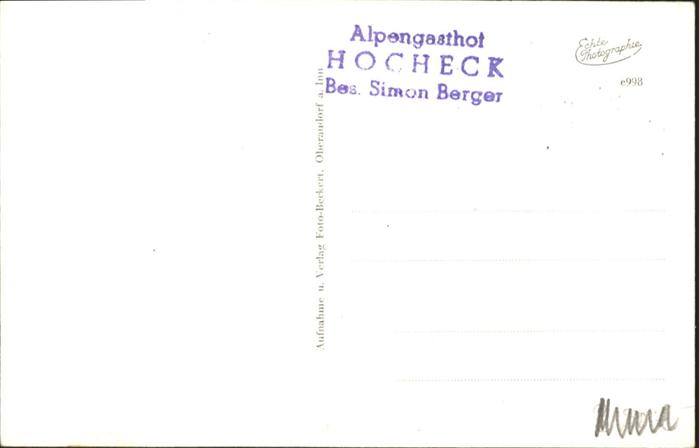 Alpengasthof
HOCHECK
Bes. Simon Berger
Echte
Photographie
e998
Aufnahme u. Verlag Foto-Beckert, Oberaudorf a. Inn